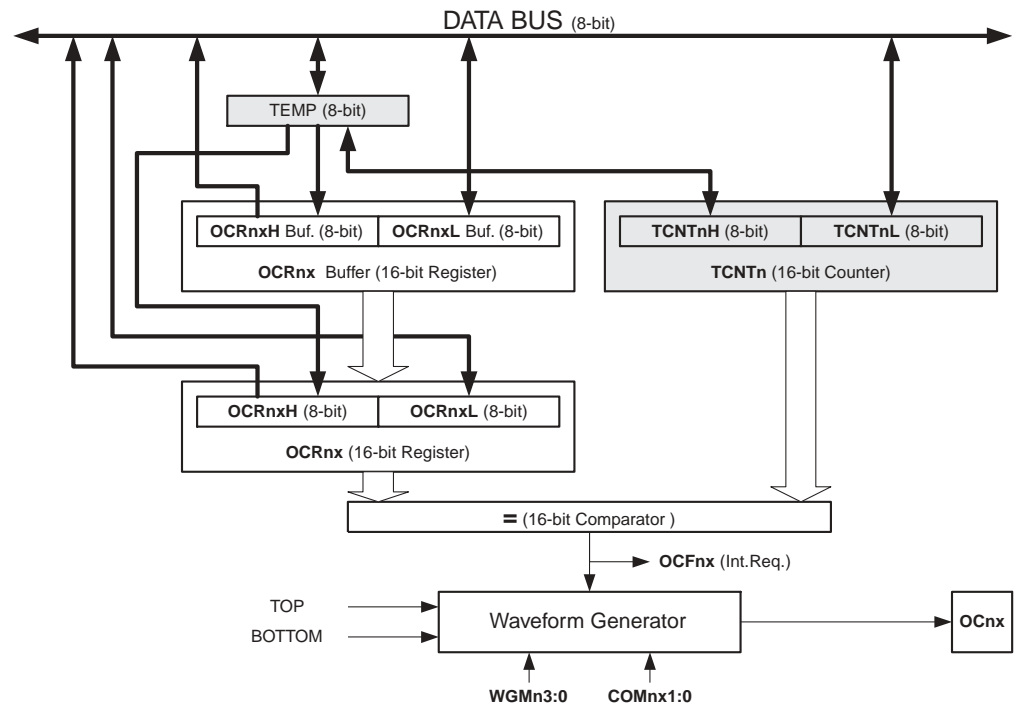 DATA BUS (8-bit)
TEMP (8-bit)
OCRnxH Buf. (8-bit)
OCRnxL Buf. (8-bit)
OCRnx Buffer (16-bit Register)
TCNTnH (8-bit)
TCNTnL (8-bit)
TCNTn (16-bit Counter)
OCRnxH (8-bit)
OCRnxL (8-bit)
OCRnx (16-bit Register)
= (16-bit Comparator )
OCFnx (Int.Req.)
TOP
BOTTOM
Waveform Generator
OCnx
WGMn3:0
COMnx1:0